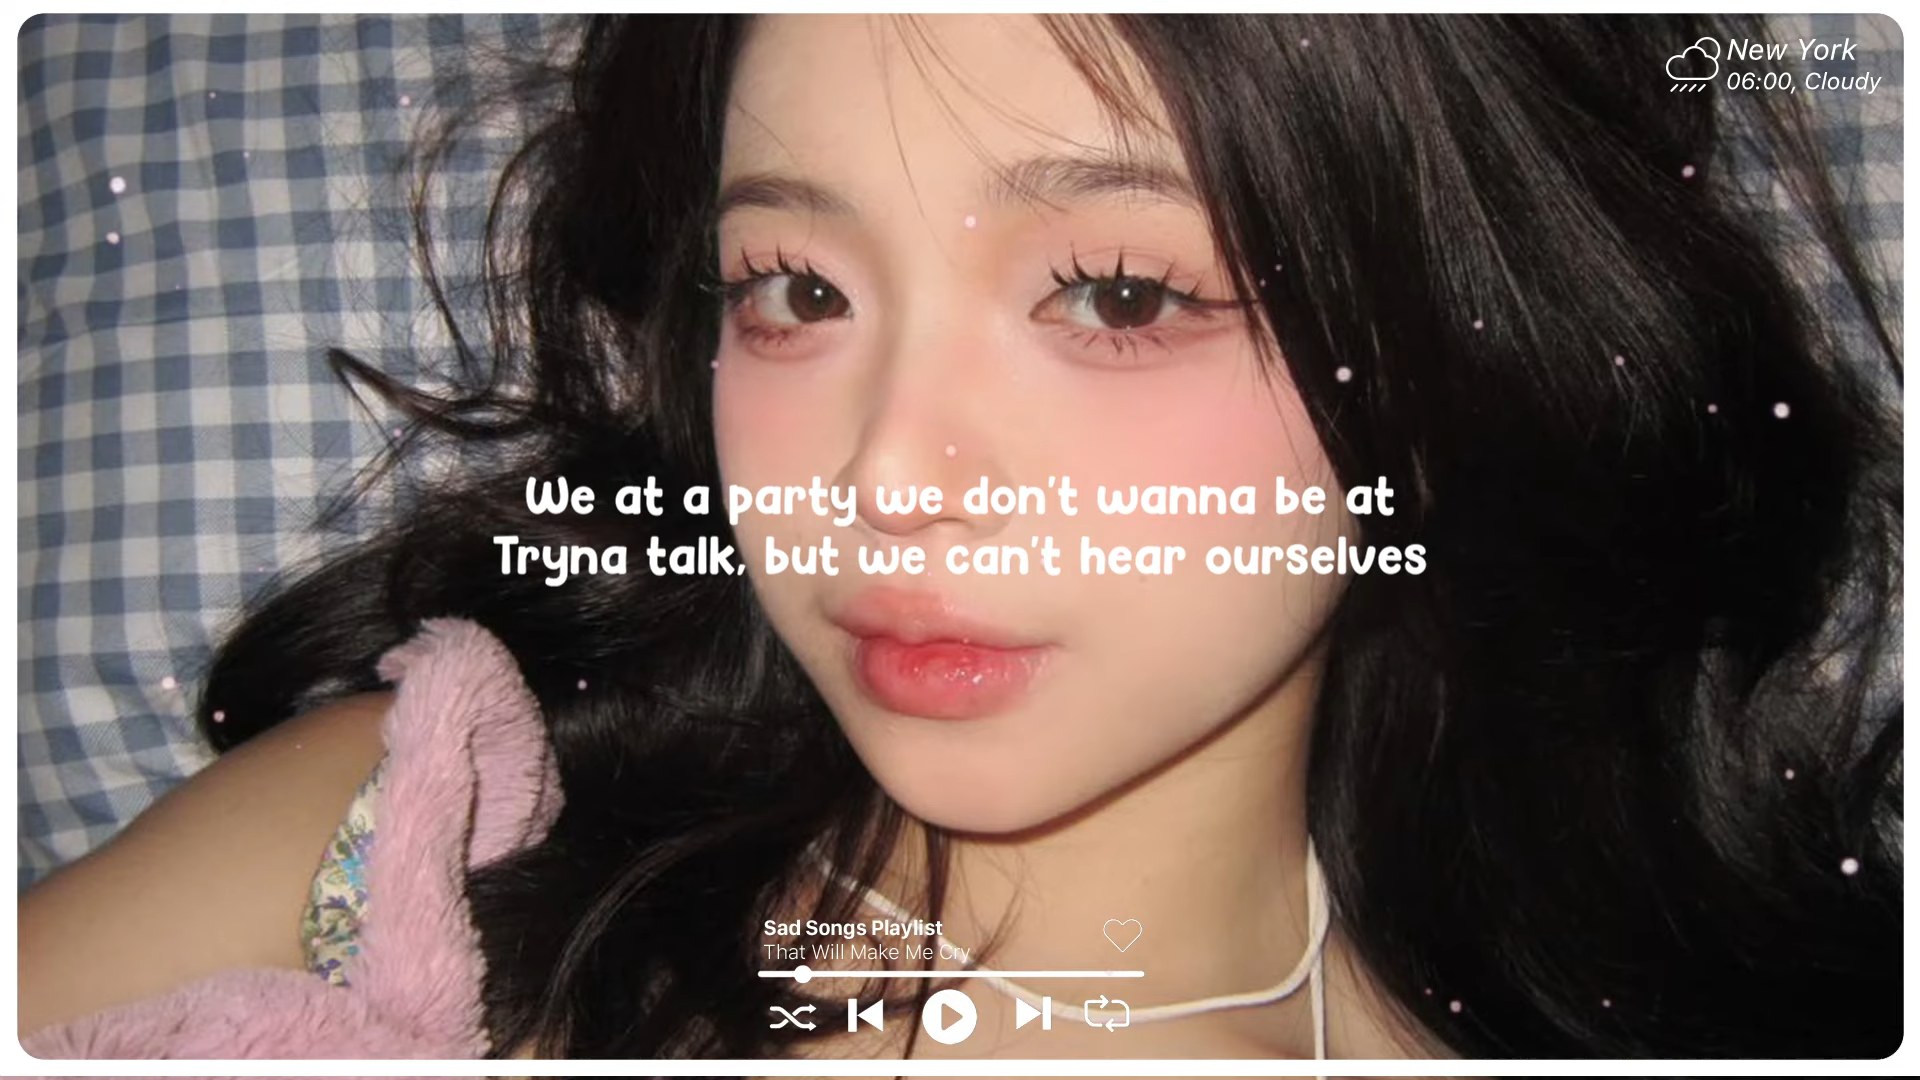 New York
06:00, Cloudy
We at a party we don't wanna be at
Tryna talk, but we can't hear ourselves
Sad Songs Playlist
That Will Make Me Cry